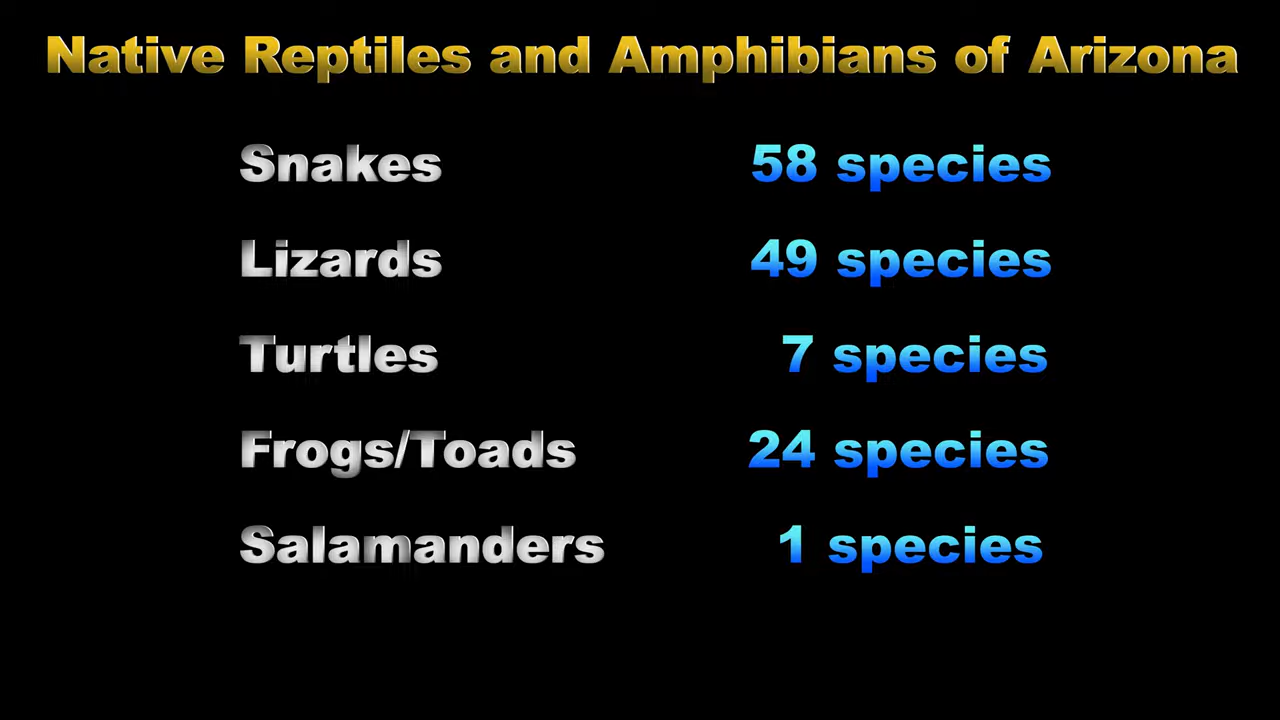 Native Reptiles and Amphibians of Arizona
Snakes 58 species
Lizards 49 species
Turtles 7 species
Frogs/Toads 24 species
Salamanders 1 species